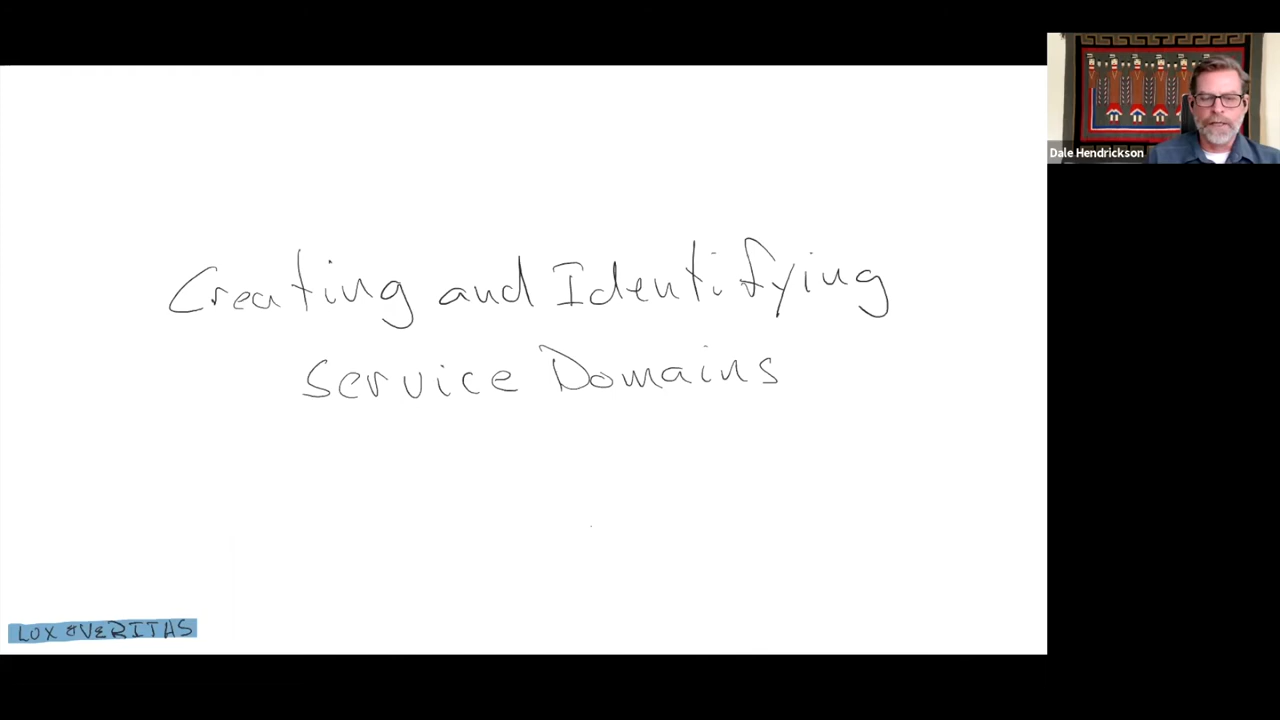 Creating and Identifying
Service Domains
LUX & VERITAS
Dale Hendrickson